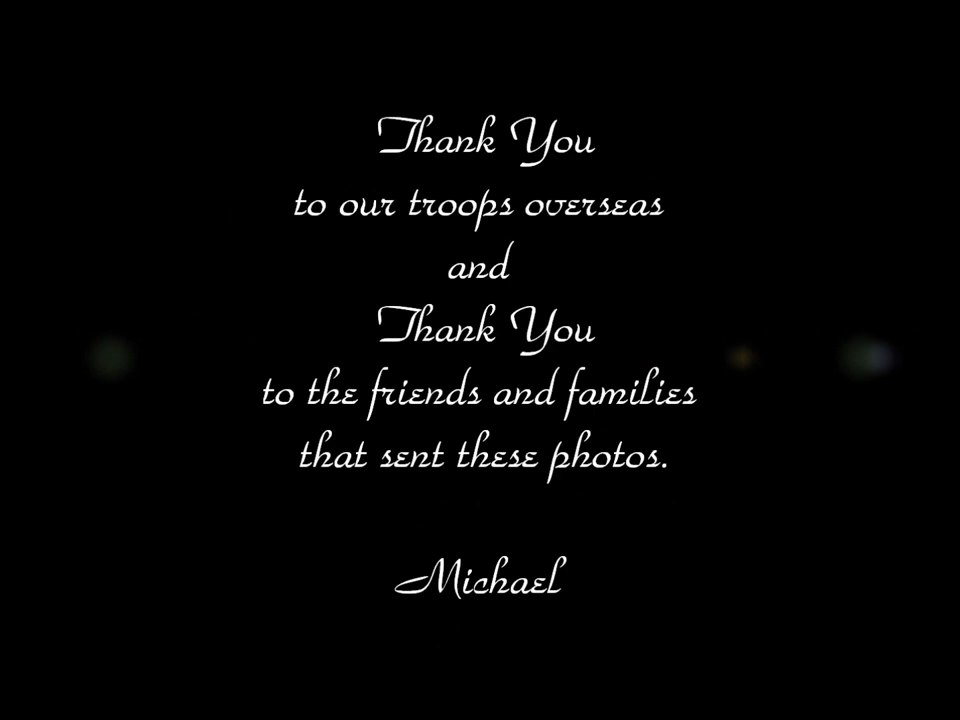 Thank You
to our troops overseas
and
Thank You
to the friends and families
that sent these photos.
Michael